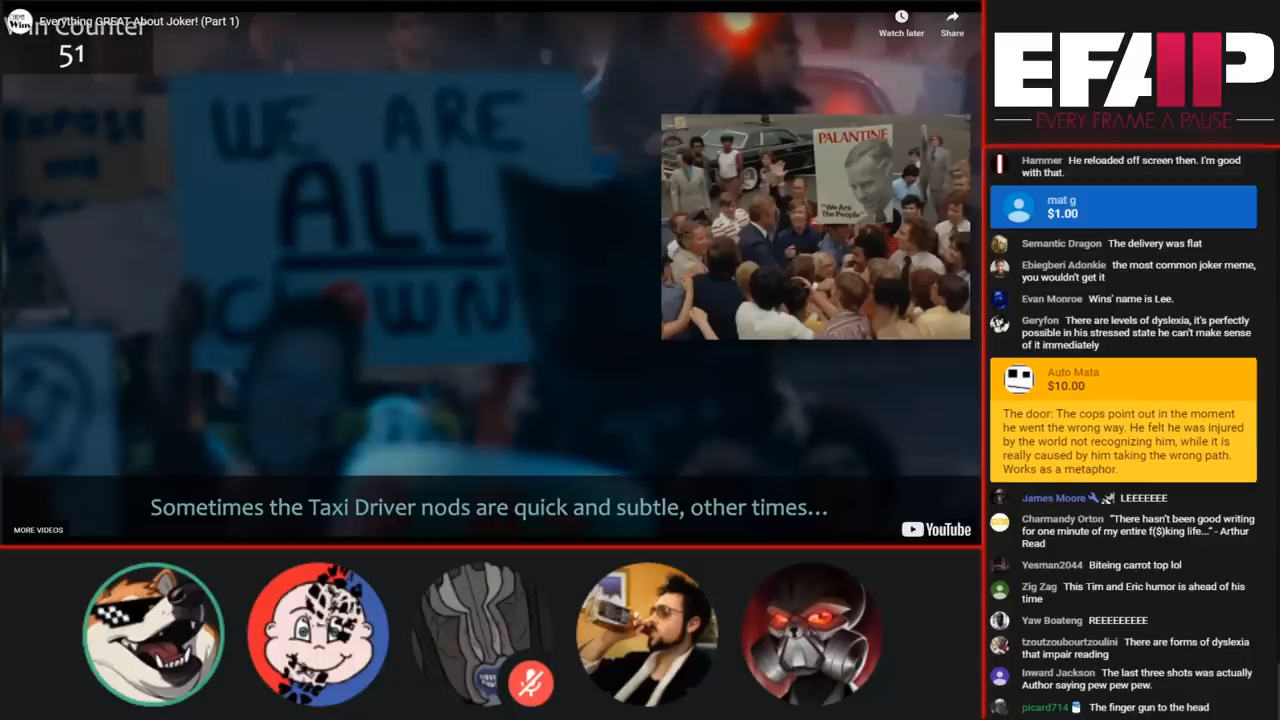 Everything GREAT About Joker! (Part 1)
Win Counter
51
Watch later
Share
WE ARE
ALL
CLOWN
EXPOSE
and
PALANTINE
"We Are
The People"
Sometimes the Taxi Driver nods are quick and subtle, other times...
MORE VIDEOS
YouTube
EFAP
EVERY FRAME A PAUSE
Hammer He reloaded off screen then. I'm good
with that.
mat g
$1.00
Semantic Dragon The delivery was flat
Ebiegberi Adonkie the most common joker meme,
you wouldn't get it
Evan Monroe Wins' name is Lee.
Geryfon There are levels of dyslexia, it's perfectly
possible in his stressed state he can't make sense
of it immediately
Auto Mata
$10.00
The door: The cops point out in the moment
he went the wrong way. He felt he was injured
by the world not recognizing him, while it is
really caused by him taking the wrong path.
Works as a metaphor.
James Moore LEEEEEEE
Charmandy Orton “There hasn't been good writing
for one minute of my entire f($)king life...” - Arthur
Read
Yesman2044 Biteing carrot top lol
Zig Zag This Tim and Eric humor is ahead of his
time
Yaw Boateng REEEEEEEEE
tzoutzoubourtzoulini There are forms of dyslexia
that impair reading
Inward Jackson The last three shots was actually
Author saying pew pew pew.
picard714 The finger gun to the head